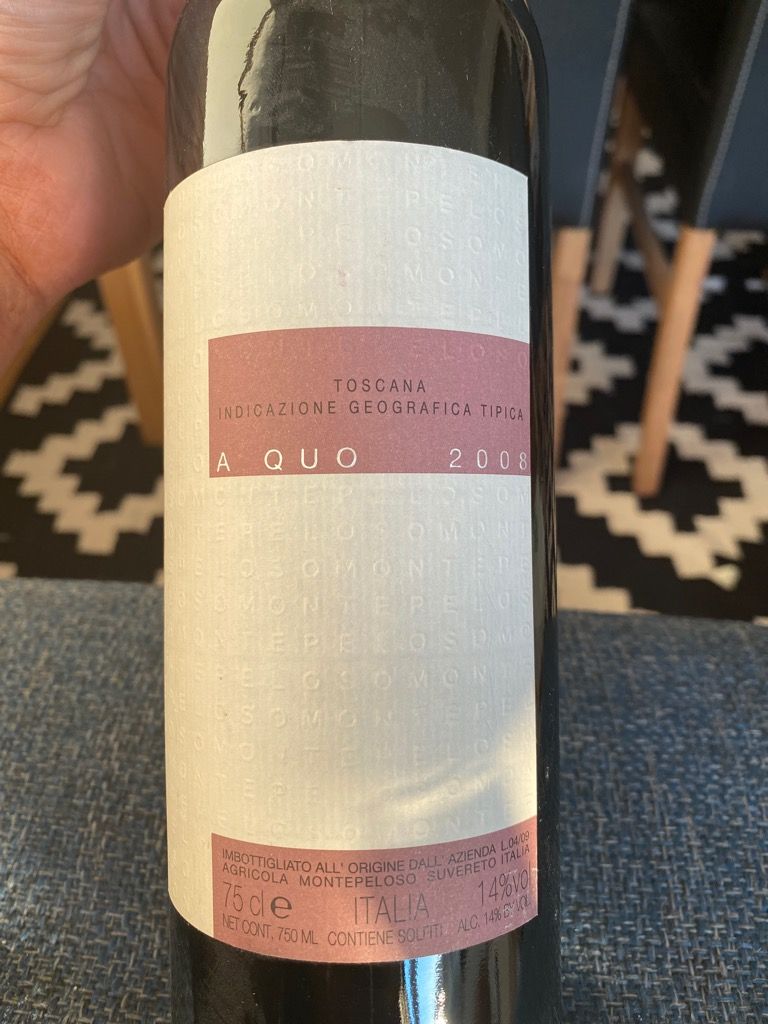 TOSCANA
INDICAZIONE GEOGRAFICA TIPICA
A QUO 2008
IMBOTTIGLIATO ALL' ORIGINE DALL' AZIENDA L.04/09
AGRICOLA MONTEPELOSO SUVERETO ITALIA
75 cl e ITALIA 14%VOL
NET CONT. 750 ML CONTIENE SOLFITI ALC. 14% BY VOL.